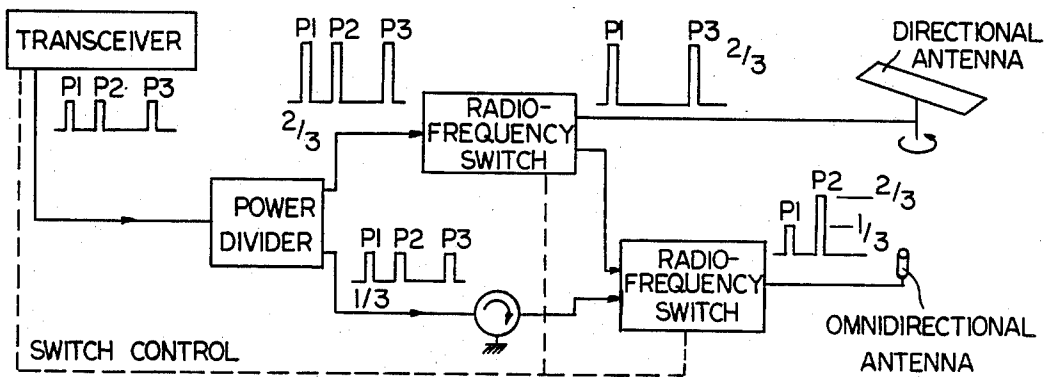 TRANSCEIVER
P1 P2 P3
P1 P2 P3
2/3
P1 P3 2/3
DIRECTIONAL
ANTENNA
RADIO-
FREQUENCY
SWITCH
POWER
DIVIDER
P1 P2 P3
1/3
P1 P2 2/3
1/3
RADIO-
FREQUENCY
SWITCH
OMNIDIRECTIONAL
ANTENNA
SWITCH CONTROL